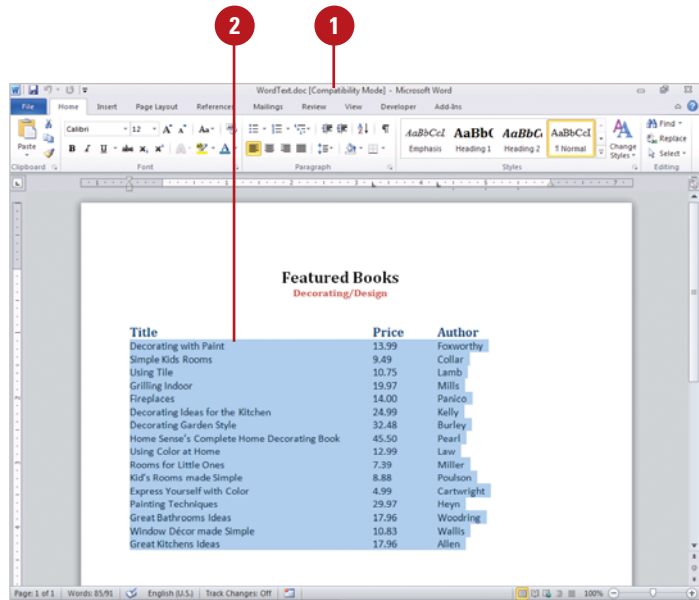 2 1
WordText.doc [Compatibility Mode] - Microsoft Word
File Home Insert Page Layout References Mailings Review View Developer Add-Ins
Calibri 12 A A Aa AaBbCcI AaBbC AaBbCc AaBbCcI A Find
Paste B I U abc x, x² A ab A ¶ Emphasis Heading 1 Heading 2 ¶ Normal Change Styles Replace
Select
Clipboard Font Paragraph Styles Editing
Featured Books
Decorating/Design
Title Price Author
Decorating with Paint 13.99 Foxworthy
Simple Kids Rooms 9.49 Collar
Using Tile 10.75 Lamb
Grilling Indoor 19.97 Mills
Fireplaces 14.00 Panico
Decorating Ideas for the Kitchen 24.99 Kelly
Decorating Garden Style 32.48 Burley
Home Sense's Complete Home Decorating Book 45.50 Pearl
Using Color at Home 12.99 Law
Rooms for Little Ones 7.39 Miller
Kid's Rooms made Simple 8.88 Poulson
Express Yourself with Color 4.99 Cartwright
Painting Techniques 29.97 Heyn
Great Bathrooms Ideas 17.96 Woodring
Window Décor made Simple 10.83 Wallis
Great Kitchens Ideas 17.96 Allen
Page: 1 of 1 Words: 85/91 English (U.S.) Track Changes: Off 100%